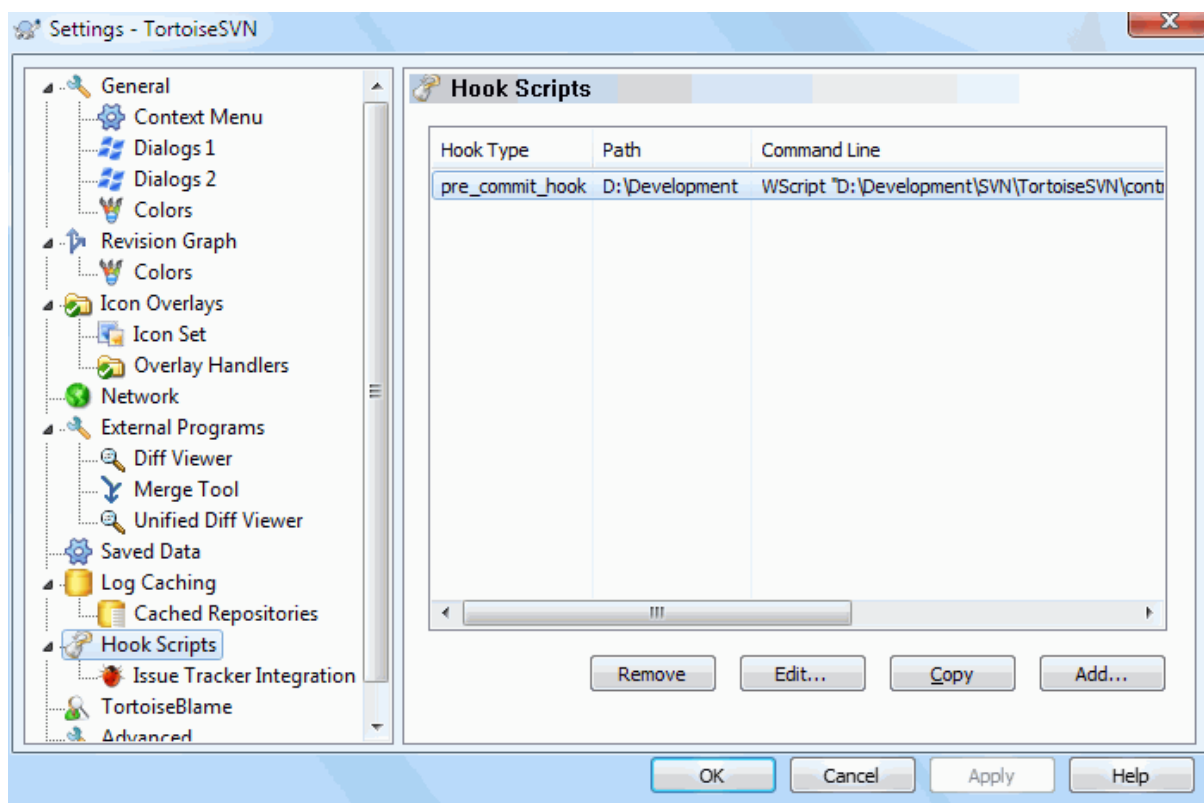 Settings - TortoiseSVN
General
Context Menu
Dialogs 1
Dialogs 2
Colors
Revision Graph
Colors
Icon Overlays
Icon Set
Overlay Handlers
Network
External Programs
Diff Viewer
Merge Tool
Unified Diff Viewer
Saved Data
Log Caching
Cached Repositories
Hook Scripts
Issue Tracker Integration
TortoiseBlame
Advanced
Hook Scripts
Hook Type Path Command Line
pre_commit_hook D:\Development WScript "D:\Development\SVN\TortoiseSVN\cont
Remove Edit... Copy Add...
OK Cancel Apply Help